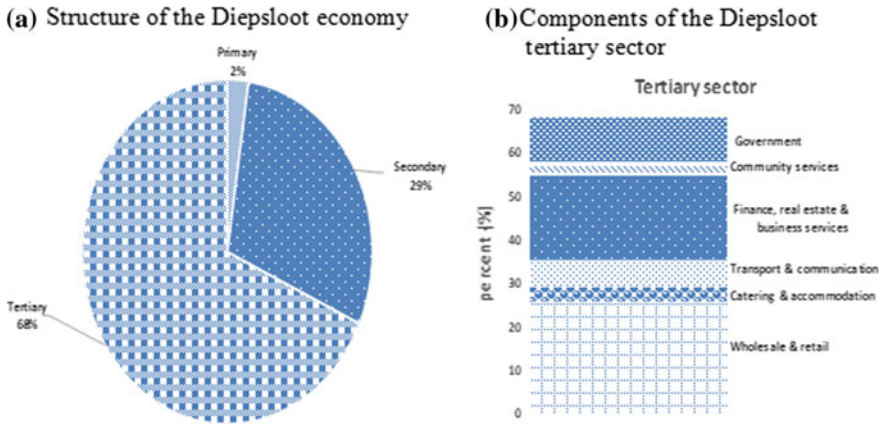 (a) Structure of the Diepsloot economy
Primary
2%
Secondary
29%
Tertiary
68%
(b) Components of the Diepsloot
tertiary sector
Tertiary sector
percent (%)
70
60
50
40
30
20
10
0
Government
Community services
Finance, real estate &
business services
Transport & communication
Catering & accommodation
Wholesale & retail